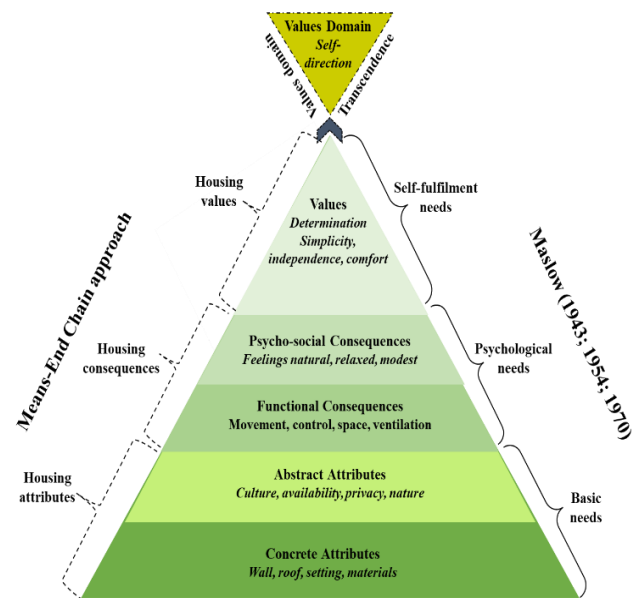 Values Domain
Self-
direction
Values domain
Transcendence
Housing
values
Self-fulfilment
needs
Values
Determination
Simplicity,
independence, comfort
Means-End Chain approach
Maslow (1943; 1954; 1970)
Housing
consequences
Psycho-social Consequences
Feelings natural, relaxed, modest
Psychological
needs
Functional Consequences
Movement, control, space, ventilation
Housing
attributes
Abstract Attributes
Culture, availability, privacy, nature
Basic
needs
Concrete Attributes
Wall, roof, setting, materials